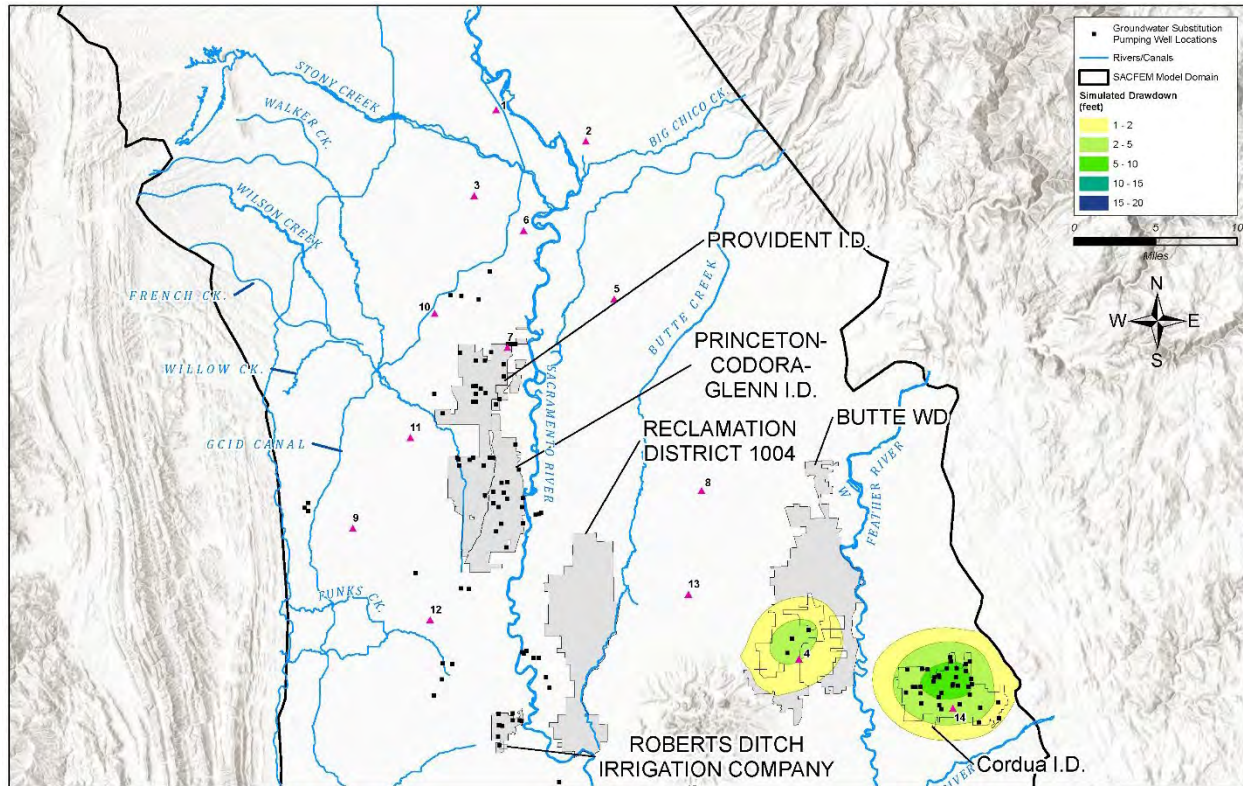 Groundwater Substitution
Pumping Well Locations
Rivers/Canals
SACFEM Model Domain
Simulated Drawdown
(feet)
1 - 2
2 - 5
5 - 10
10 - 15
15 - 20
0 5 10
Miles
N
W E
S
STONY CREEK
WALKER CK.
WILSON CREEK
FRENCH CK.
WILLOW CK.
GCID CANAL
FUNKS CK.
BIG CHICO CK.
BUTTE CREEK
SACRAMENTO RIVER
W
FEATHER RIVER
RIVER
1
2
3
6
5
10
7
11
8
9
13
12
4
14
PROVIDENT I.D.
PRINCETON-
CODORA-
GLENN I.D.
RECLAMATION
DISTRICT 1004
BUTTE WD
ROBERTS DITCH
IRRIGATION COMPANY
Cordua I.D.